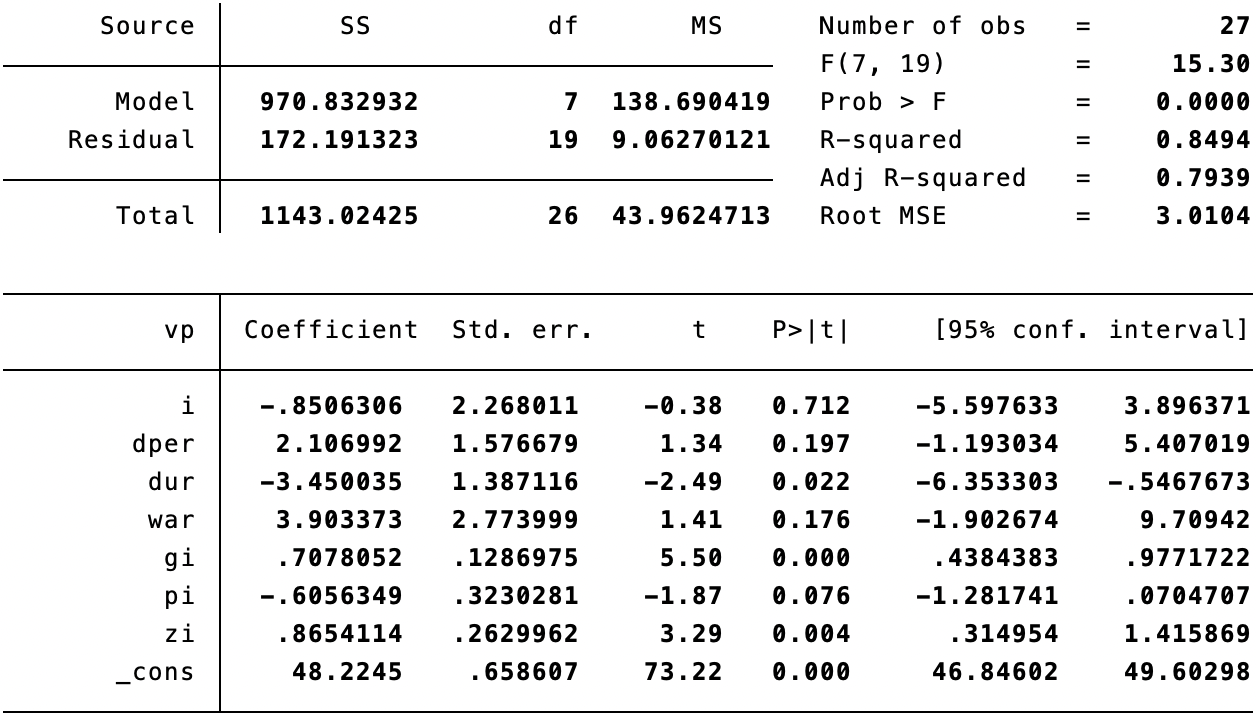 Source SS df MS Number of obs = 27
F(7, 19) = 15.30
Model 970.832932 7 138.690419 Prob > F = 0.0000
Residual 172.191323 19 9.06270121 R-squared = 0.8494
Adj R-squared = 0.7939
Total 1143.02425 26 43.9624713 Root MSE = 3.0104
vp Coefficient Std. err. t P>|t| [95% conf. interval]
i -.8506306 2.268011 -0.38 0.712 -5.597633 3.896371
dper 2.106992 1.576679 1.34 0.197 -1.193034 5.407019
dur -3.450035 1.387116 -2.49 0.022 -6.353303 -.5467673
war 3.903373 2.773999 1.41 0.176 -1.902674 9.70942
gi .7078052 .1286975 5.50 0.000 .4384383 .9771722
pi -.6056349 .3230281 -1.87 0.076 -1.281741 .0704707
zi .8654114 .2629962 3.29 0.004 .314954 1.415869
_cons 48.2245 .658607 73.22 0.000 46.84602 49.60298